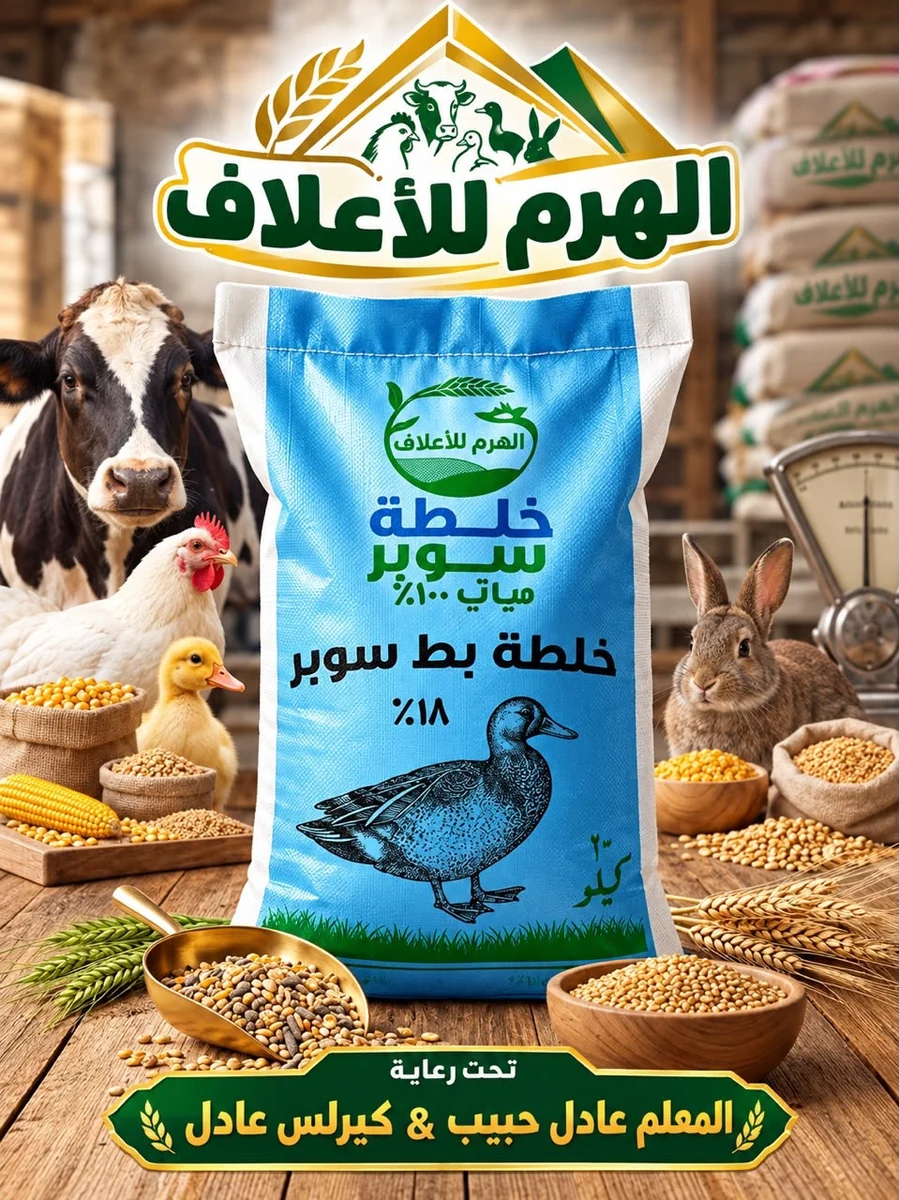 الهرم للأعلاف
الهرم للأعلاف
خلطة
سوبر
مياتي ١٠٠٪
خلطة بط سوبر
١٨٪
٢٠
كيلو
تحت رعاية
المعلم عادل حبيب & كيرلس عادل